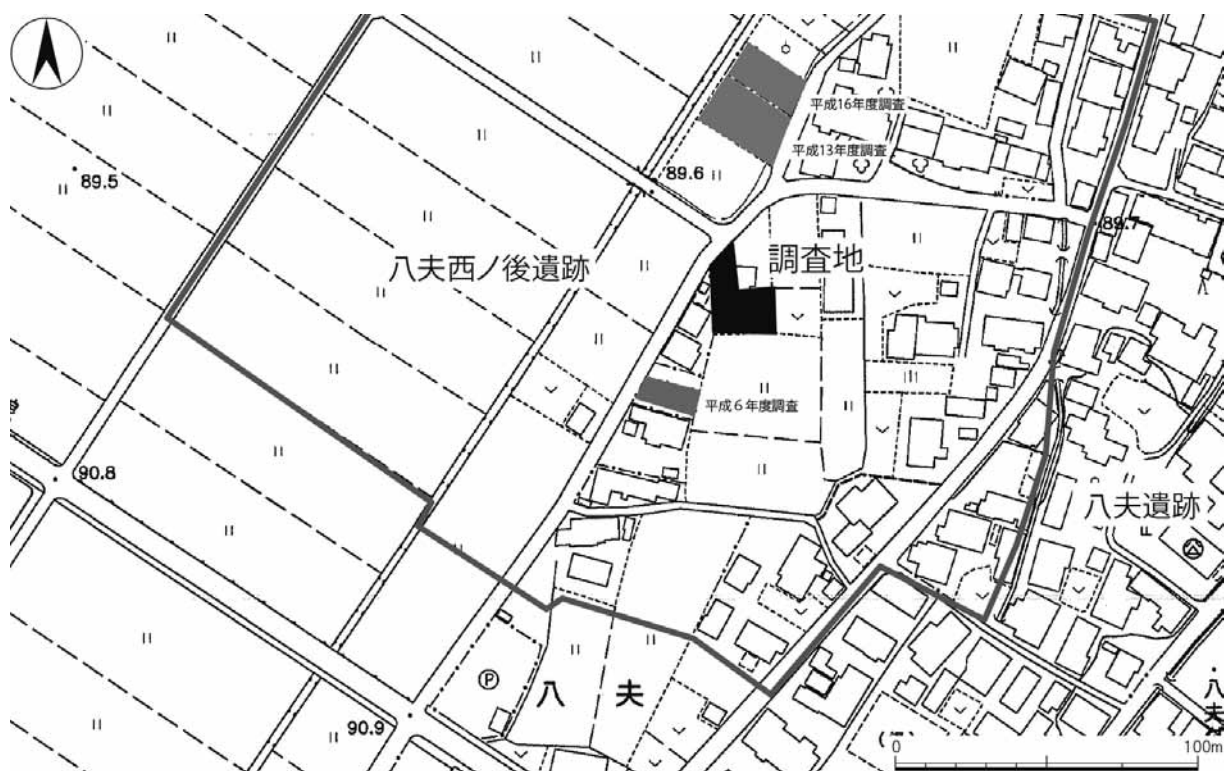 平成16年度調査
平成13年度調査
89.6
89.5
89.7
八夫西ノ後遺跡
調査地
平成6年度調査
90.8
八夫遺跡
P
八夫
90.9
八夫
0
100m